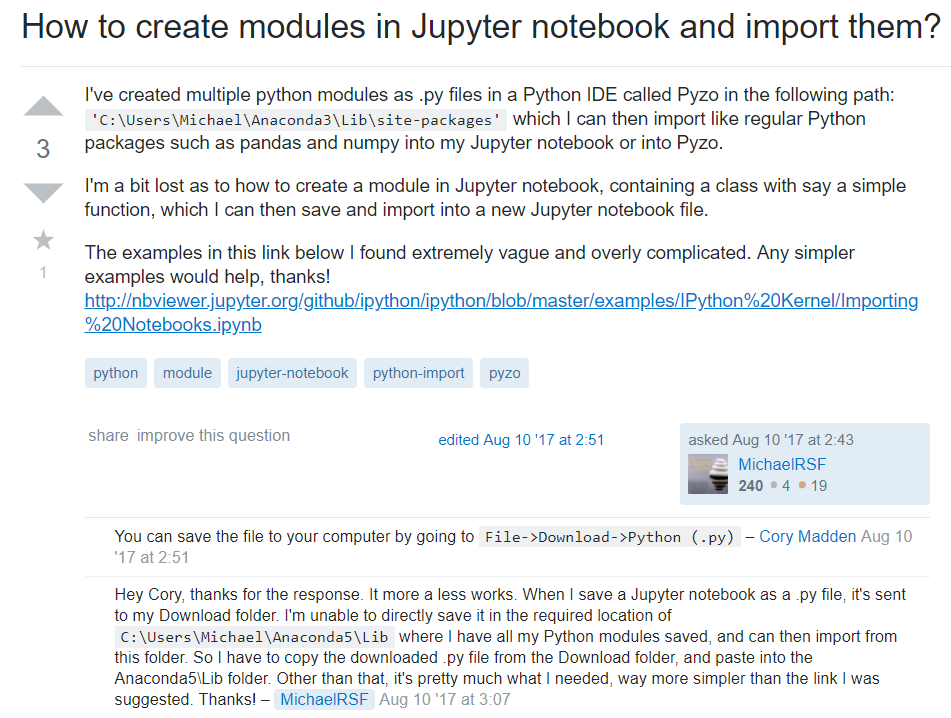 How to create modules in Jupyter notebook and import them?
I've created multiple python modules as .py files in a Python IDE called Pyzo in the following path:
'C:\Users\Michael\Anaconda3\Lib\site-packages' which I can then import like regular Python
3
packages such as pandas and numpy into my Jupyter notebook or into Pyzo.
I'm a bit lost as to how to create a module in Jupyter notebook, containing a class with say a simple
function, which I can then save and import into a new Jupyter notebook file.
The examples in this link below I found extremely vague and overly complicated. Any simpler
1
examples would help, thanks!
http://nbviewer.jupyter.org/github/ipython/ipython/blob/master/examples/IPython%20Kernel/Importing
%20Notebooks.ipynb
python module jupyter-notebook python-import pyzo
share improve this question edited Aug 10 '17 at 2:51 asked Aug 10 '17 at 2:43
MichaelRSF
240 4 19
You can save the file to your computer by going to File->Download->Python (.py) – Cory Madden Aug 10
'17 at 2:51
Hey Cory, thanks for the response. It more a less works. When I save a Jupyter notebook as a .py file, it's sent
to my Download folder. I'm unable to directly save it in the required location of
C:\Users\Michael\Anaconda5\Lib where I have all my Python modules saved, and can then import from
this folder. So I have to copy the downloaded .py file from the Download folder, and paste into the
Anaconda5\Lib folder. Other than that, it's pretty much what I needed, way more simpler than the link I was
suggested. Thanks! – MichaelRSF Aug 10 '17 at 3:07